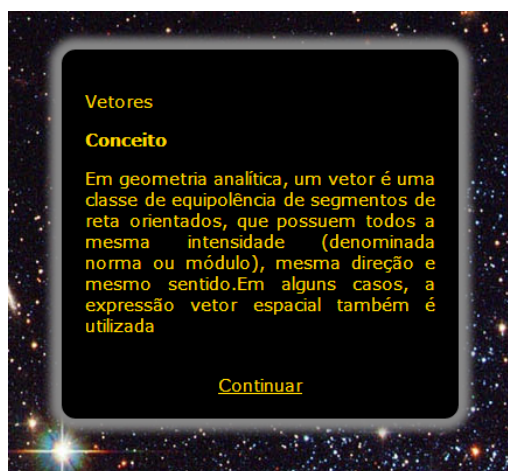 Vetores
Conceito
Em geometria analítica, um vetor é uma
classe de equipolência de segmentos de
reta orientados, que possuem todos a
mesma intensidade (denominada
norma ou módulo), mesma direção e
mesmo sentido.Em alguns casos, a
expressão vetor espacial também é
utilizada
Continuar